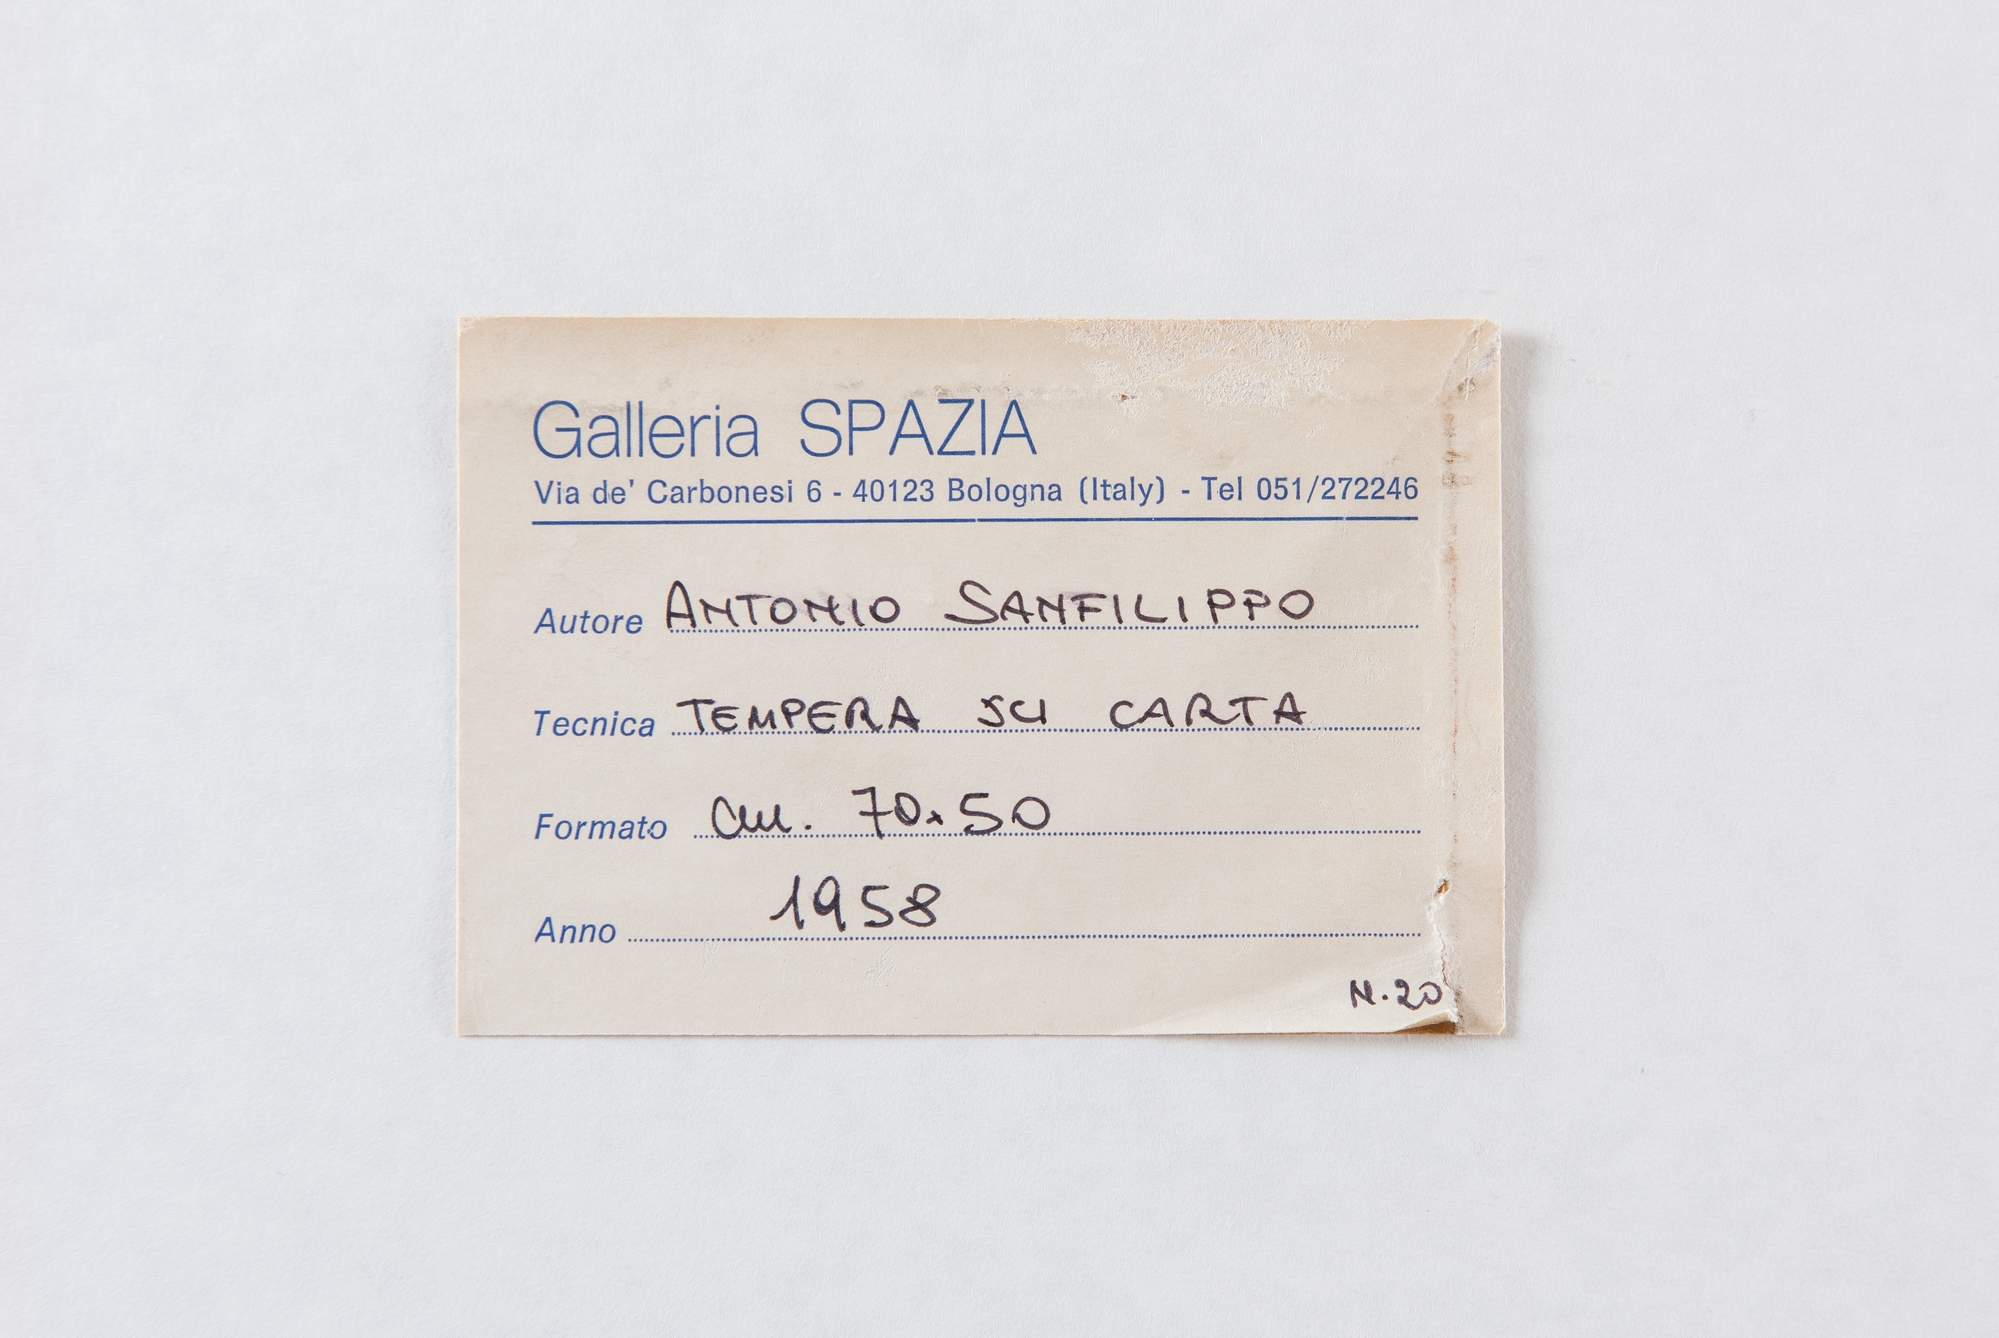 Galleria SPAZIA
Via de' Carbonesi 6 - 40123 Bologna (Italy) - Tel 051/272246
Autore ANTONIO SANFILIPPO
Tecnica TEMPERA SU CARTA
Formato cm. 70x50
Anno 1958
N.20